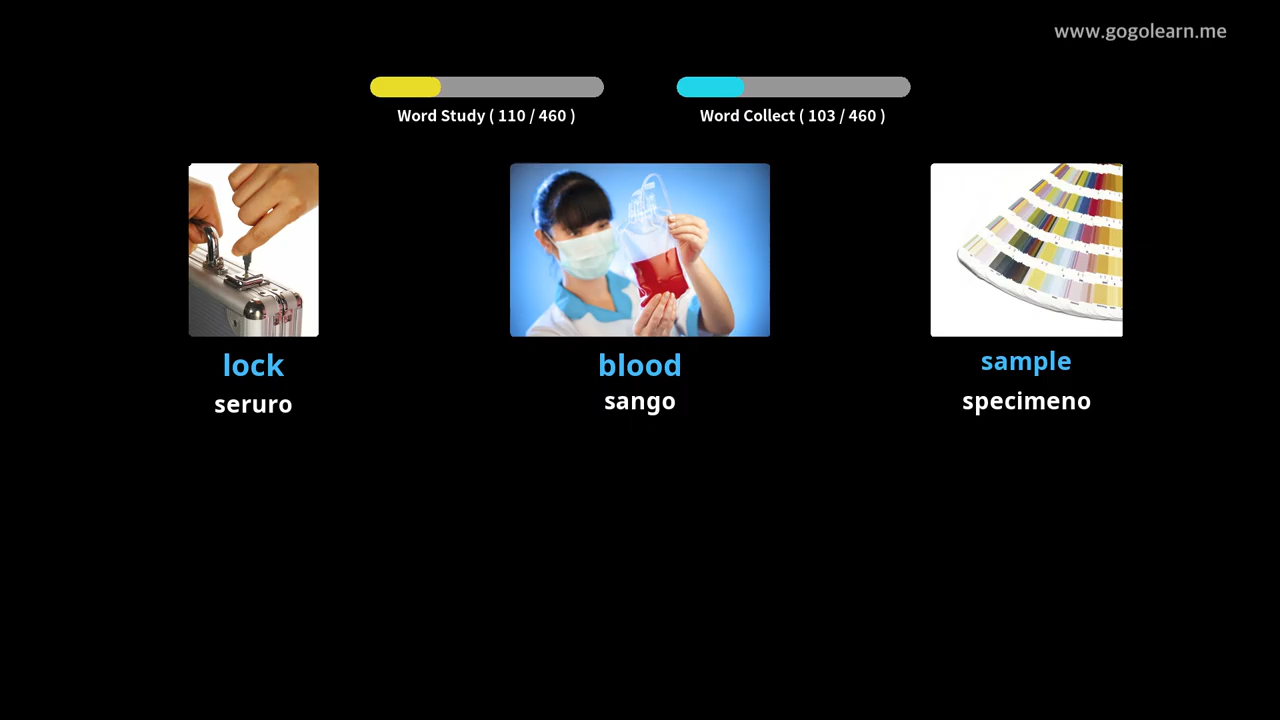 www.gogolearn.me
Word Study ( 110 / 460 )
Word Collect ( 103 / 460 )
lock
seruro
blood
sango
sample
specimeno